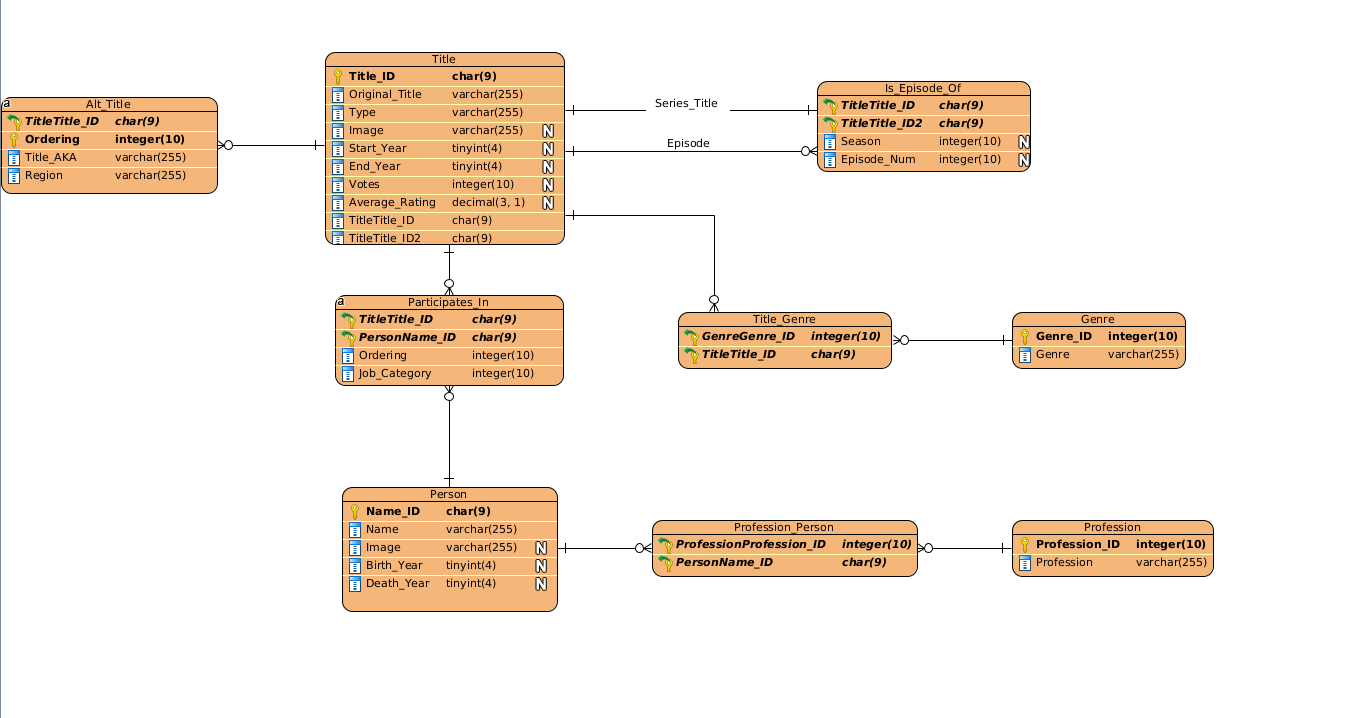 Title
Title_ID char(9)
Original_Title varchar(255)
Type varchar(255)
Image varchar(255) N
Start_Year tinyint(4) N
End_Year tinyint(4) N
Votes integer(10) N
Average_Rating decimal(3, 1) N
TitleTitle_ID char(9)
TitleTitle_ID2 char(9)
a
Alt_Title
TitleTitle_ID char(9)
Ordering integer(10)
Title_AKA varchar(255)
Region varchar(255)
Series_Title
Episode
Is_Episode_Of
TitleTitle_ID char(9)
TitleTitle_ID2 char(9)
Season integer(10) N
Episode_Num integer(10) N
a
Participates_In
TitleTitle_ID char(9)
PersonName_ID char(9)
Ordering integer(10)
Job_Category integer(10)
Title_Genre
GenreGenre_ID integer(10)
TitleTitle_ID char(9)
Genre
Genre_ID integer(10)
Genre varchar(255)
Person
Name_ID char(9)
Name varchar(255)
Image varchar(255) N
Birth_Year tinyint(4) N
Death_Year tinyint(4) N
Profession_Person
ProfessionProfession_ID integer(10)
PersonName_ID char(9)
Profession
Profession_ID integer(10)
Profession varchar(255)